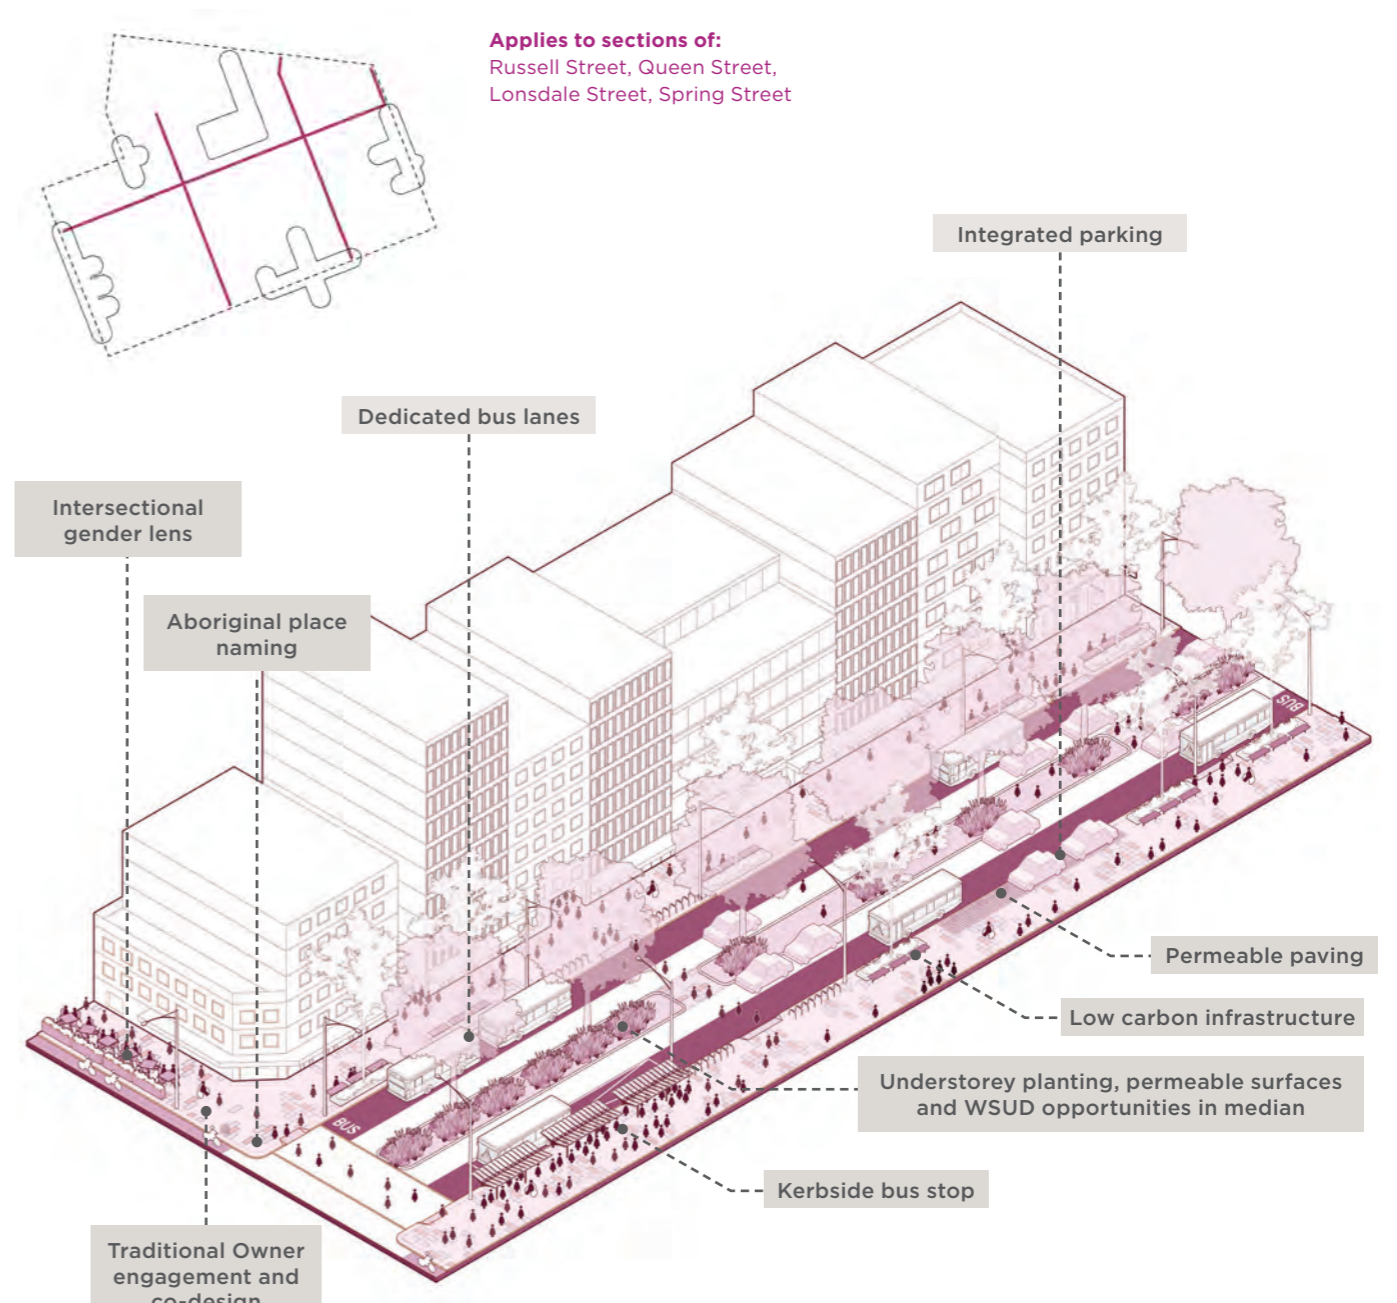 Applies to sections of:
Russell Street, Queen Street,
Lonsdale Street, Spring Street
Integrated parking
Dedicated bus lanes
Intersectional
gender lens
Aboriginal place
naming
BUS
Permeable paving
Low carbon infrastructure
Understorey planting, permeable surfaces
and WSUD opportunities in median
BUS
Kerbside bus stop
Traditional Owner
engagement and
co-design